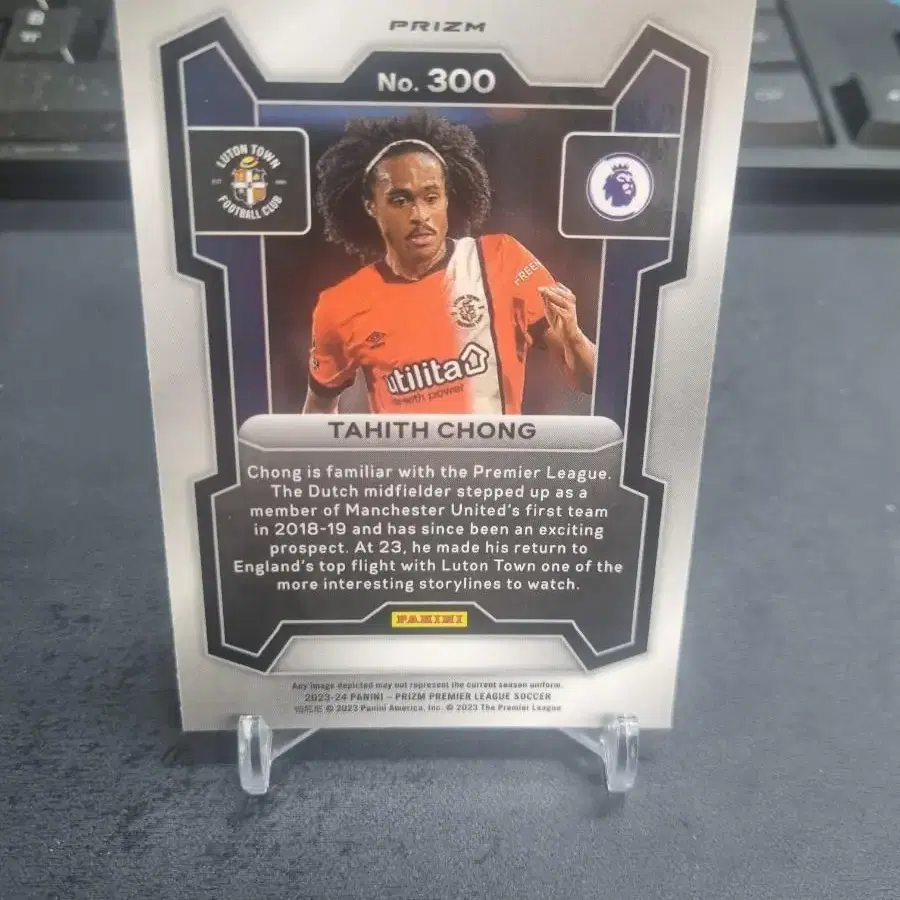 PRIZM
No. 300
LUTON TOWN
FOOTBALL CLUB
FREE
utilita
with power
TAHITH CHONG
Chong is familiar with the Premier League.
The Dutch midfielder stepped up as a
member of Manchester United's first team
in 2018-19 and has since been an exciting
prospect. At 23, he made his return to
England's top flight with Luton Town one of the
more interesting storylines to watch.
PANINI
Any image depicted may not represent the current season uniform.
2023-24 PANINI – PRIZM PREMIER LEAGUE SOCCER
© 2023 Panini America, Inc. © 2023 The Premier League